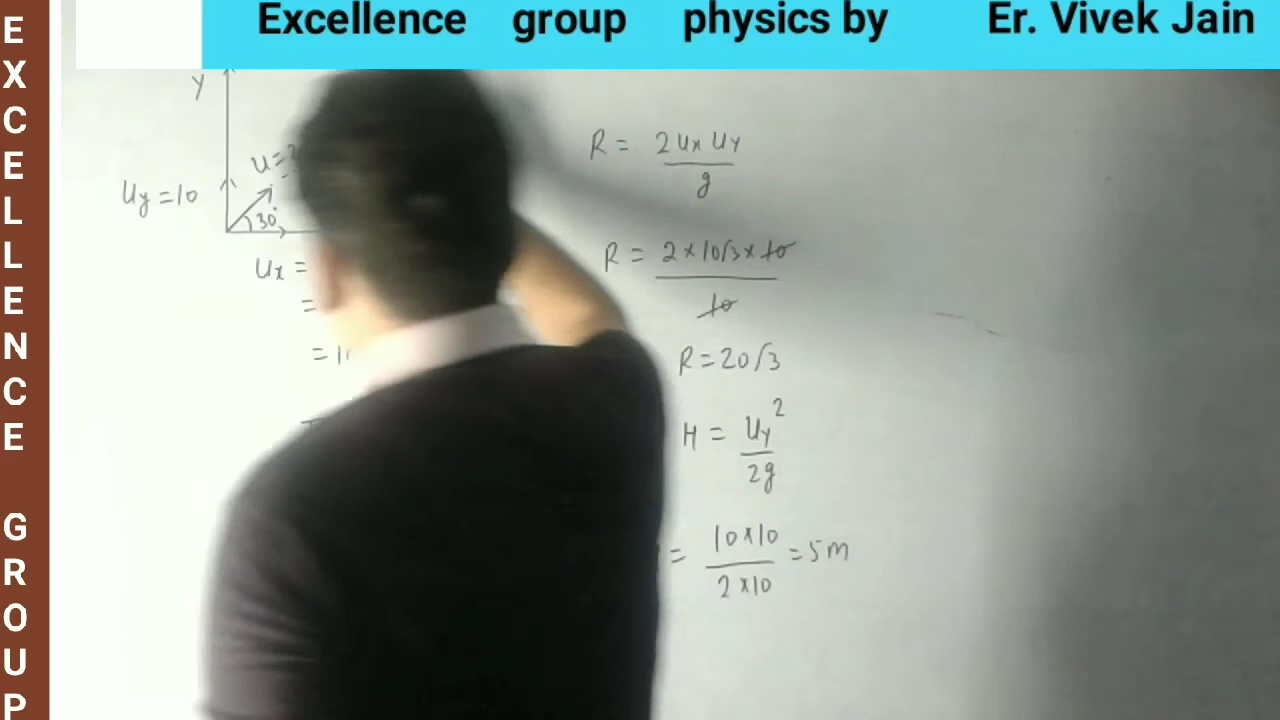 Excellence group physics by Er. Vivek Jain
EXCELLENCE GROUP
Y
U=
Uy=10
30°
Ux =
=
=
R = 2UxUy/g
R = 2×10√3×10/10
R=20√3
H = Uy²/2g
= 10×10/2×10 =5m